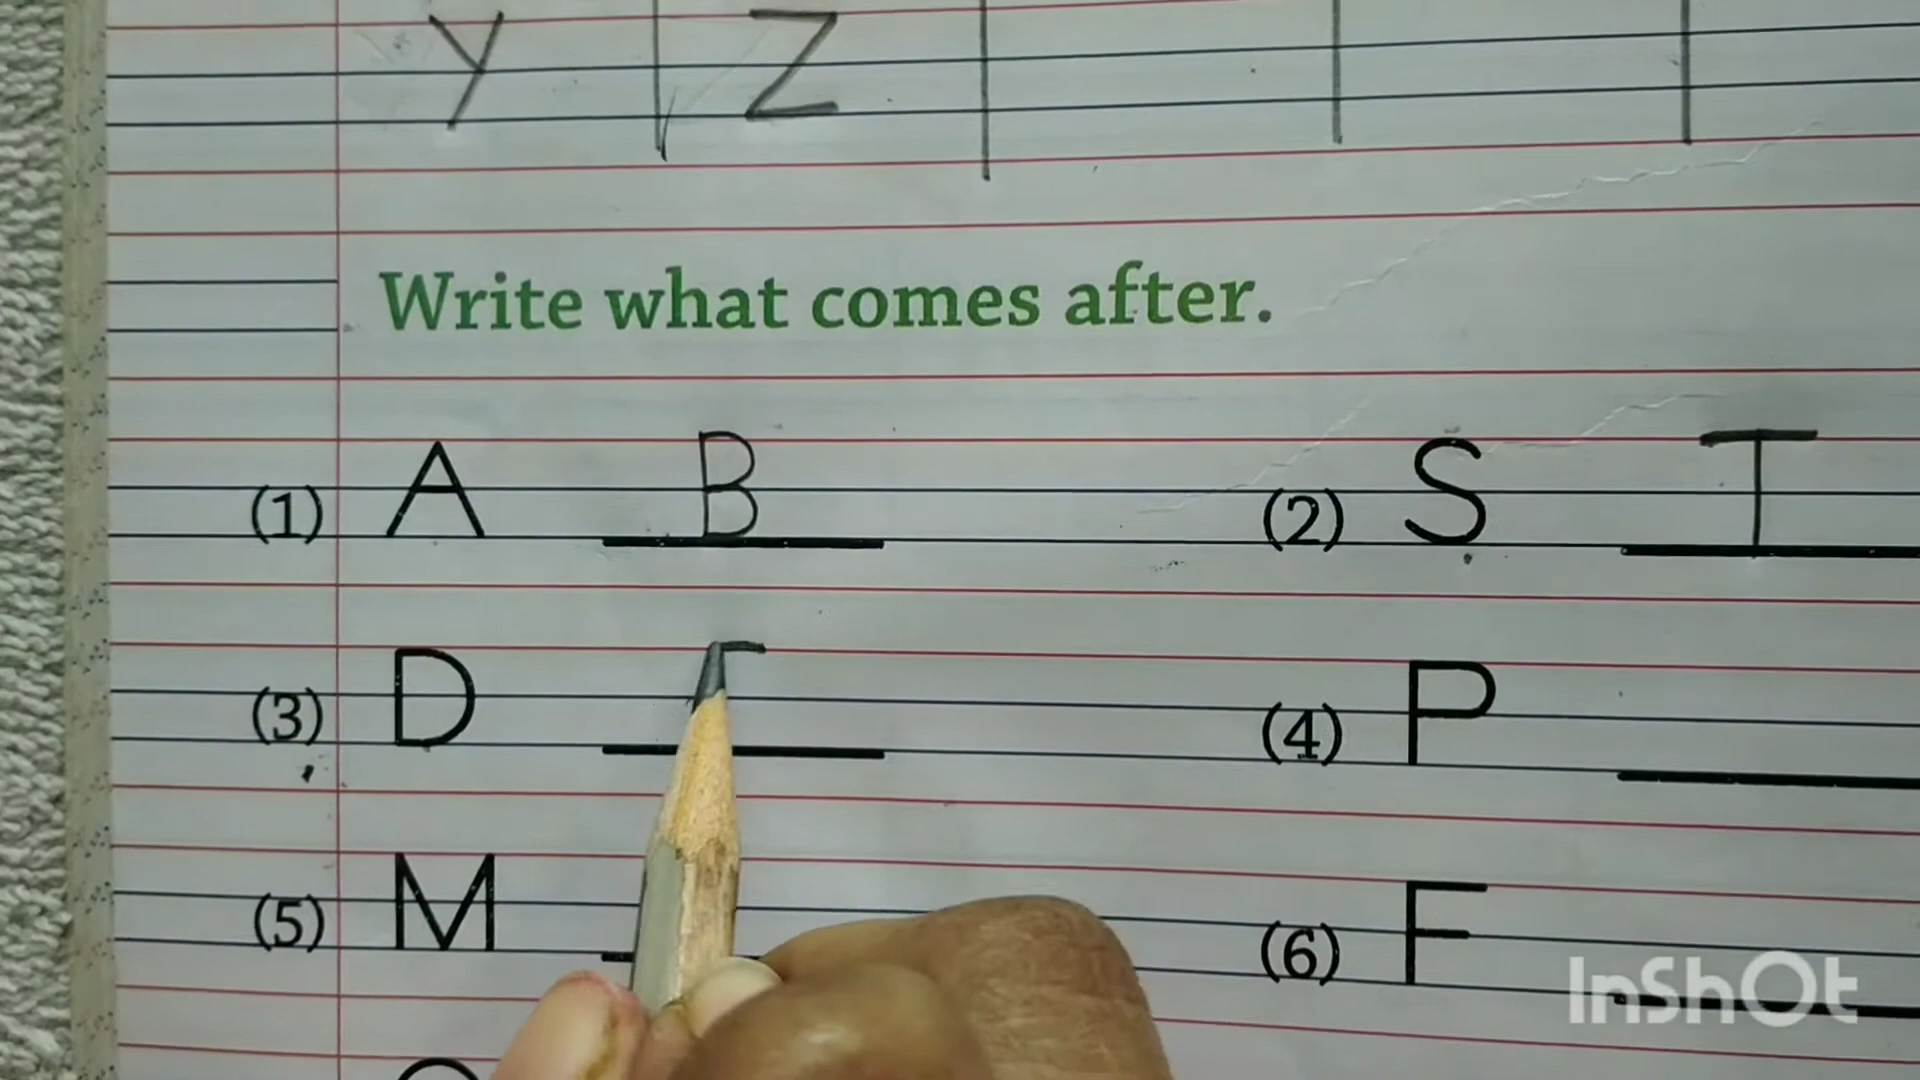 Y Z
Write what comes after.
(1) A B (2) S T
(3) D (4) P
(5) M (6) F
InShOt